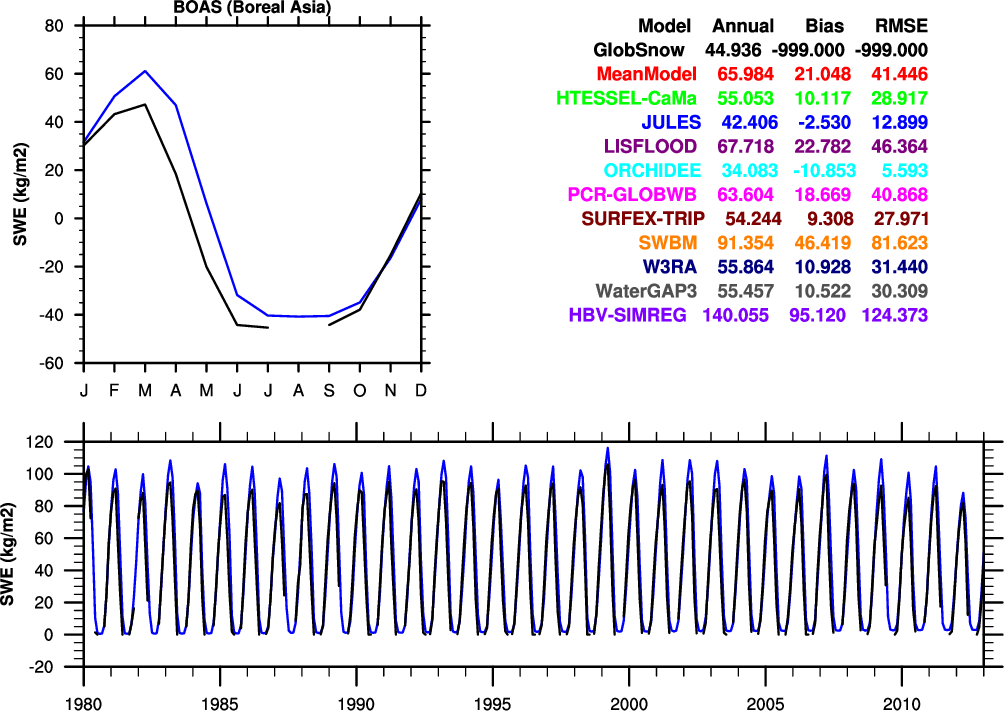 BOAS (Boreal Asia)
80
60
40
20
0
-20
-40
-60
SWE (kg/m2)
J F M A M J J A S O N D
Model Annual Bias RMSE
GlobSnow 44.936 -999.000 -999.000
MeanModel 65.984 21.048 41.446
HTESSEL-CaMa 55.053 10.117 28.917
JULES 42.406 -2.530 12.899
LISFLOOD 67.718 22.782 46.364
ORCHIDEE 34.083 -10.853 5.593
PCR-GLOBWB 63.604 18.669 40.868
SURFEX-TRIP 54.244 9.308 27.971
SWBM 91.354 46.419 81.623
W3RA 55.864 10.928 31.440
WaterGAP3 55.457 10.522 30.309
HBV-SIMREG 140.055 95.120 124.373
120
100
80
60
40
20
0
-20
SWE (kg/m2)
1980 1985 1990 1995 2000 2005 2010